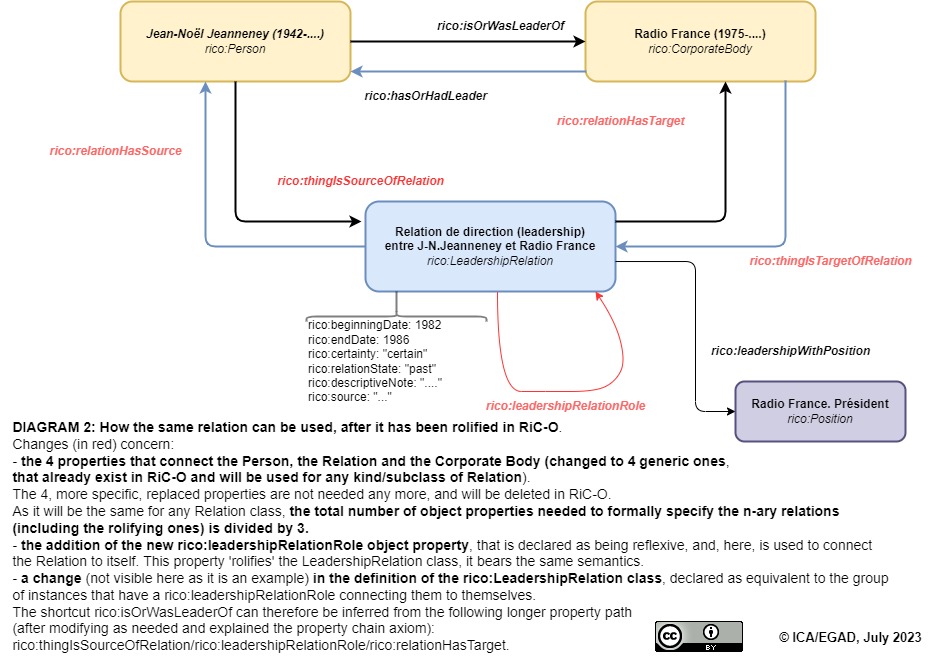 Jean-Noël Jeanneney (1942-....)
rico:Person
rico:isOrWasLeaderOf
Radio France (1975-....)
rico:CorporateBody
rico:hasOrHadLeader
rico:relationHasTarget
rico:relationHasSource
rico:thingIsSourceOfRelation
Relation de direction (leadership)
entre J-N.Jeanneney et Radio France
rico:LeadershipRelation
rico:thingIsTargetOfRelation
rico:beginningDate: 1982
rico:endDate: 1986
rico:certainty: "certain"
rico:relationState: "past"
rico:descriptiveNote: "...."
rico:source: "..."
rico:leadershipWithPosition
rico:leadershipRelationRole
Radio France. Président
rico:Position
DIAGRAM 2: How the same relation can be used, after it has been rolified in RiC-O.
Changes (in red) concern:
- the 4 properties that connect the Person, the Relation and the Corporate Body (changed to 4 generic ones,
that already exist in RiC-O and will be used for any kind/subclass of Relation).
The 4, more specific, replaced properties are not needed any more, and will be deleted in RiC-O.
As it will be the same for any Relation class, the total number of object properties needed to formally specify the n-ary relations
(including the rolifying ones) is divided by 3.
- the addition of the new rico:leadershipRelationRole object property, that is declared as being reflexive, and, here, is used to connect
the Relation to itself. This property 'rolifies' the LeadershipRelation class, it bears the same semantics.
- a change (not visible here as it is an example) in the definition of the rico:LeadershipRelation class, declared as equivalent to the group
of instances that have a rico:leadershipRelationRole connecting them to themselves.
The shortcut rico:isOrWasLeaderOf can therefore be inferred from the following longer property path
(after modifying as needed and explained the property chain axiom):
rico:thingIsSourceOfRelation/rico:leadershipRelationRole/rico:relationHasTarget.
cc
BY
© ICA/EGAD, July 2023